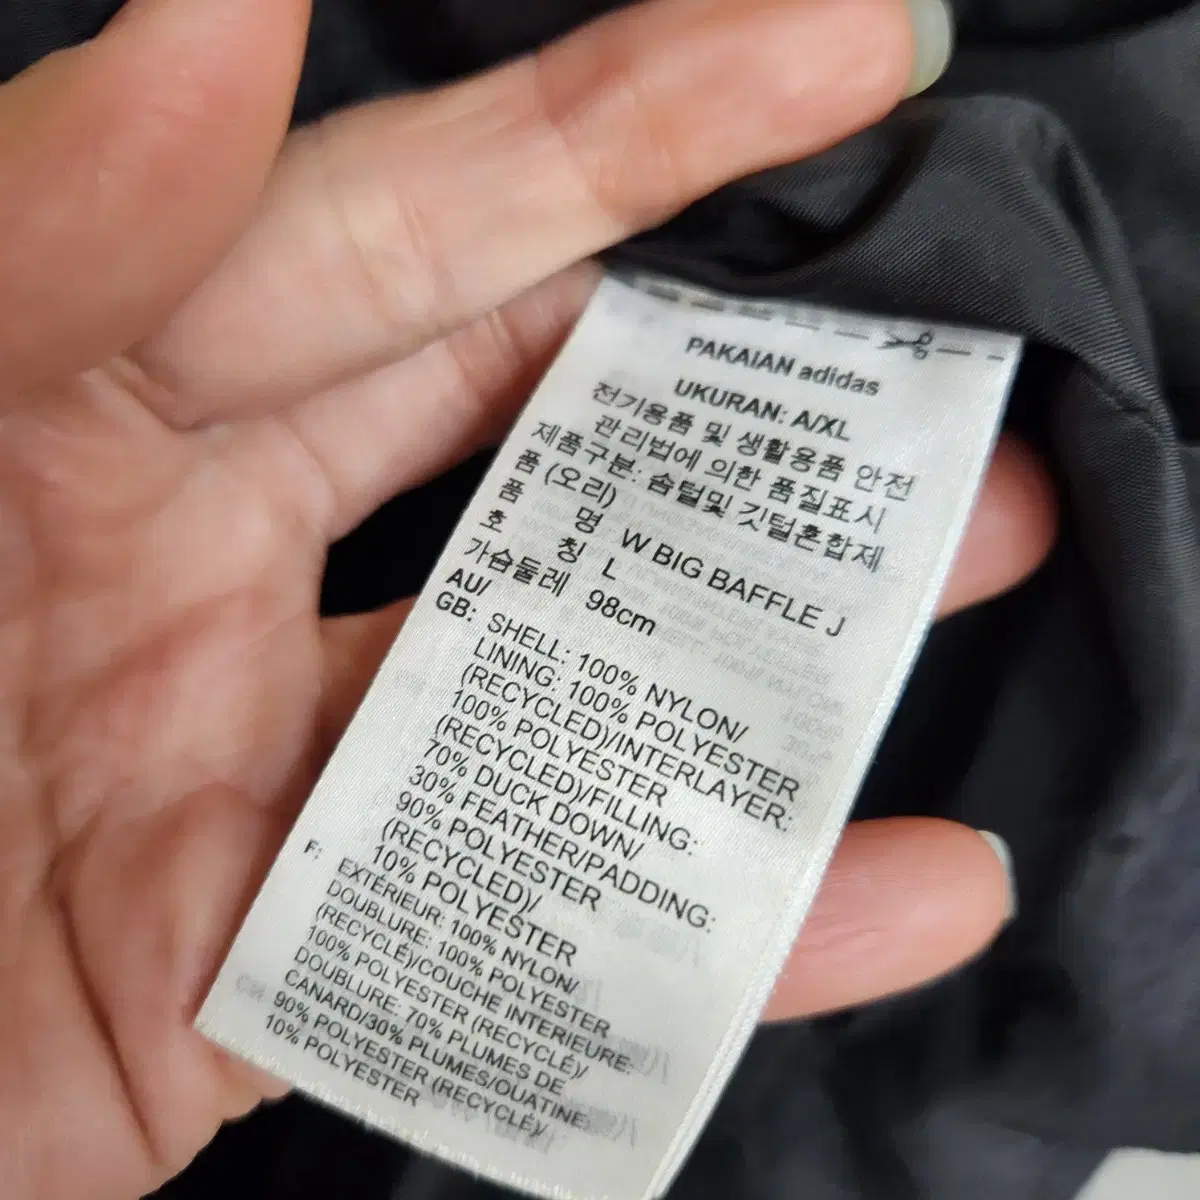 PAKAIAN adidas
UKURAN: A/XL
전기용품 및 생활용품 안전
관리법에 의한 품질표시
제품구분: 솜털및 깃털혼합제
품 (오리)
품 명 W BIG BAFFLE J
호 칭 L
가슴둘레 98cm
AU/
GB: SHELL: 100% NYLON/
LINING: 100% POLYESTER
(RECYCLED)/INTERLAYER:
100% POLYESTER
(RECYCLED)/FILLING:
70% DUCK DOWN/
30% FEATHER/PADDING:
90% POLYESTER
(RECYCLED)/
10% POLYESTER
F: EXTÉRIEUR: 100% NYLON/
DOUBLURE: 100% POLYESTER
(RECYCLÉ)/COUCHE INTERIEURE:
100% POLYESTER (RECYCLÉ)/
DOUBLURE: 70% PLUMES DE
CANARD/30% PLUMES/OUATINE:
90% POLYESTER (RECYCLÉ)/
10% POLYESTER